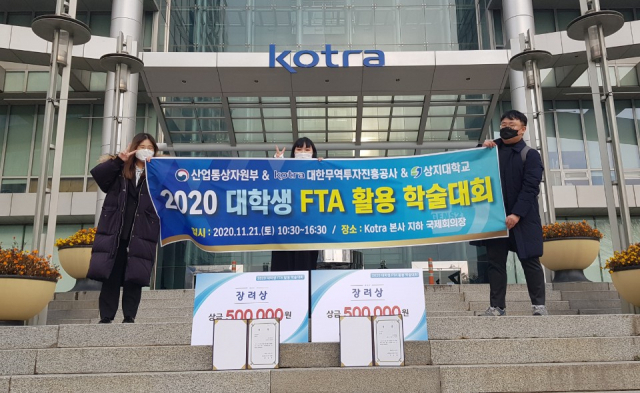 kotra
산업통상자원부 & kotra 대한무역투자진흥공사 & 상지대학교
2020 대학생 FTA 활용 학술대회
일시 : 2020.11.21.(토) 10:30-16:30 / 장소 : Kotra 본사 지하 국제회의장
장려상
상금 500,000원
장려상
상금 500,000원